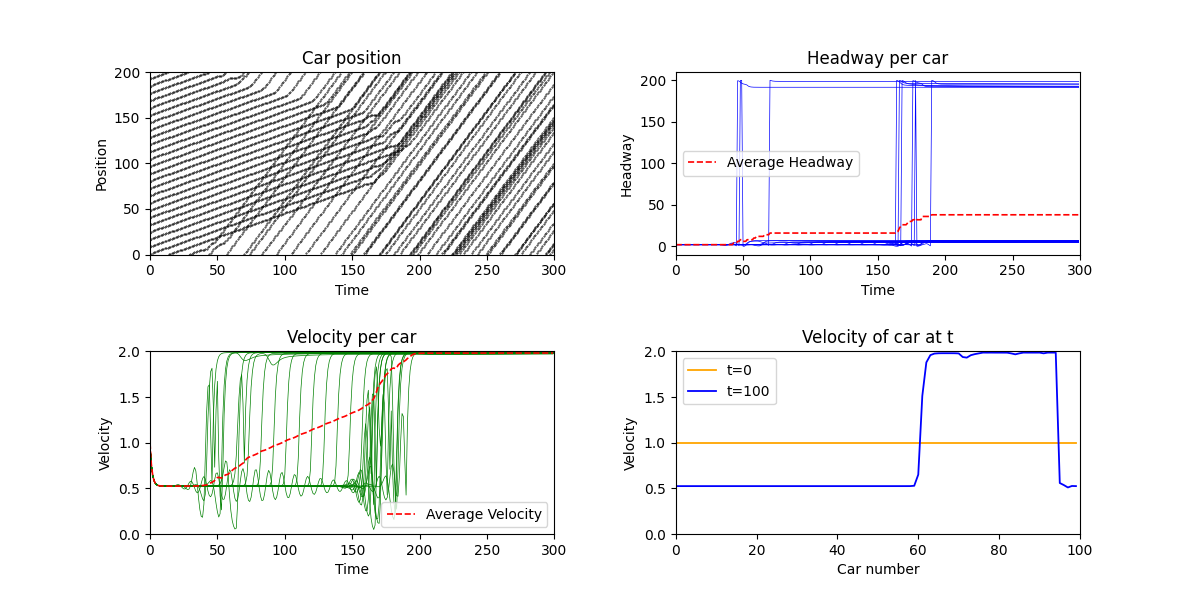 Car position
Position
200
150
100
50
0
0 50 100 150 200 250 300
Time
Headway per car
Headway
200
150
100
50
0
Average Headway
0 50 100 150 200 250 300
Time
Velocity per car
Velocity
2.0
1.5
1.0
0.5
0.0
Average Velocity
0 50 100 150 200 250 300
Time
Velocity of car at t
Velocity
2.0
1.5
1.0
0.5
0.0
t=0
t=100
0 20 40 60 80 100
Car number